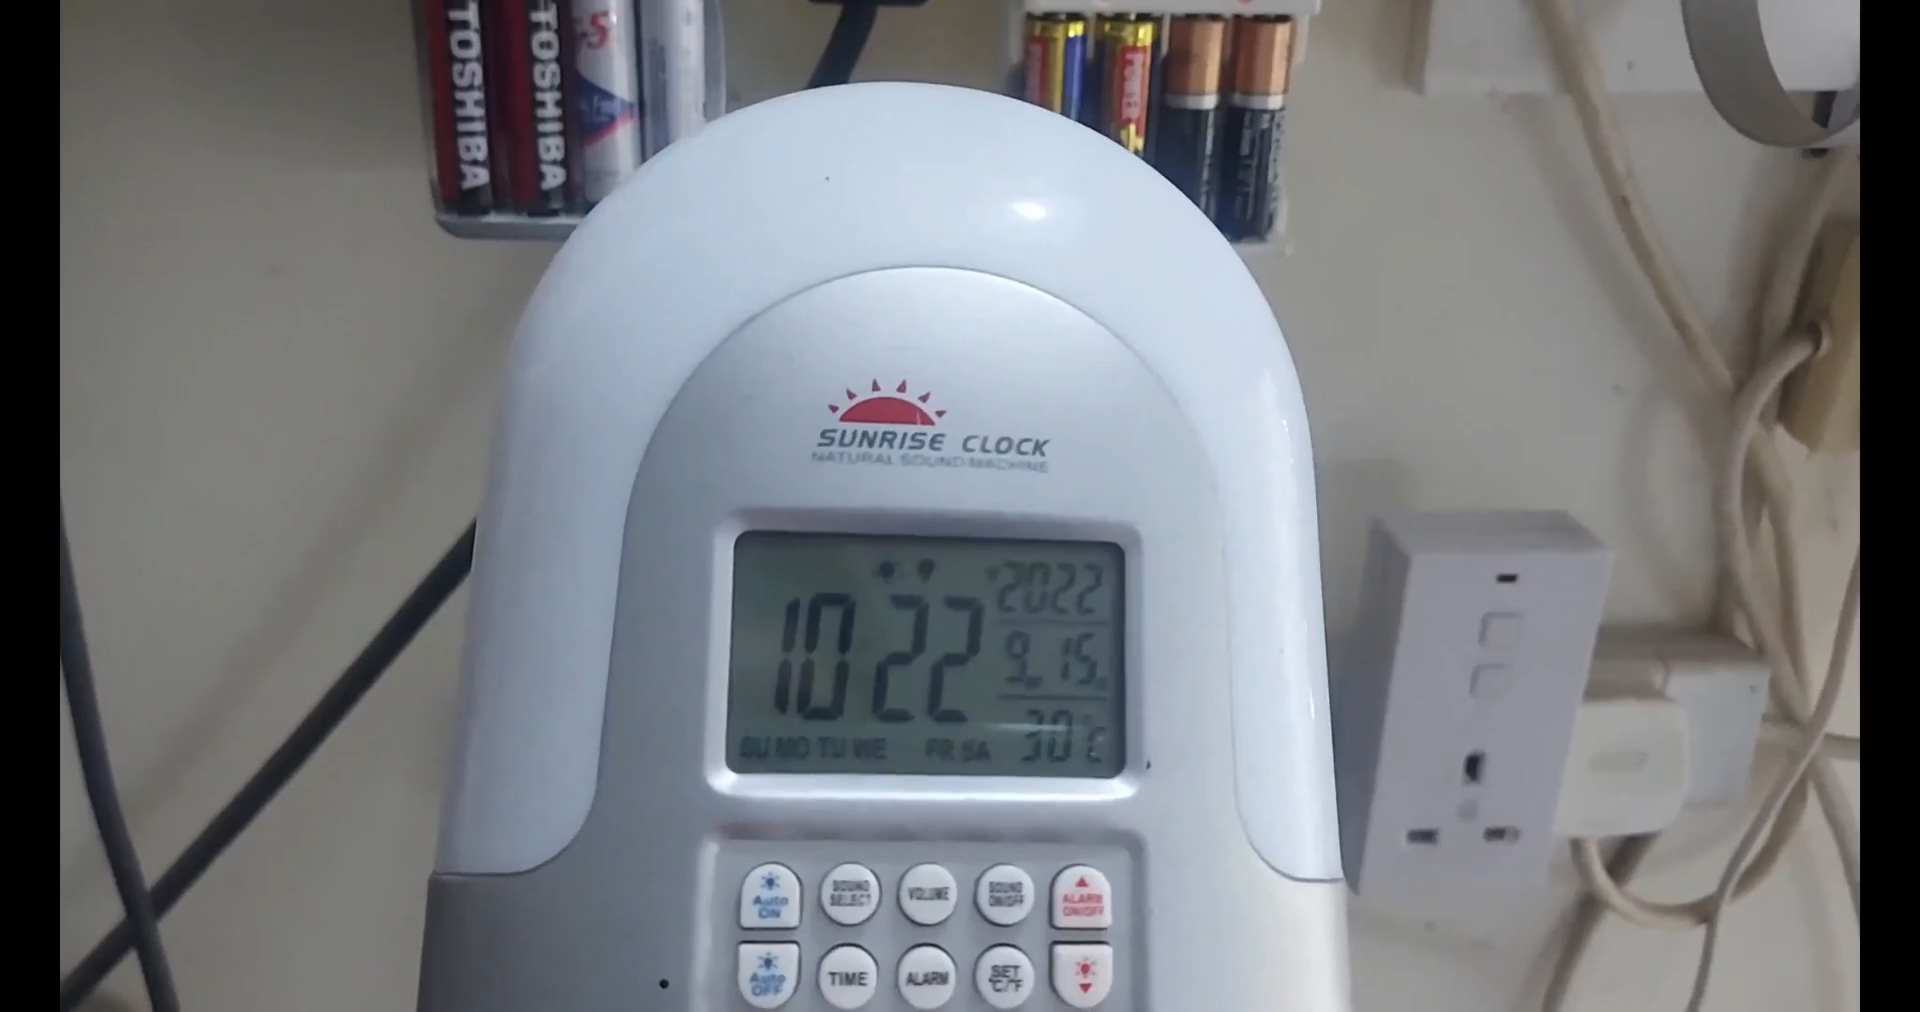 TOSHIBA
TOSHIBA
SUNRISE CLOCK
NATURAL SOUND MACHINE
2022
10 22
9 15
SU MO TU WE FR SA
30°C
Auto ON
SOUND SELECT
VOLUME
SOUND ON/OFF
ALARM ON/OFF
Auto OFF
TIME
ALARM
SET °C/°F